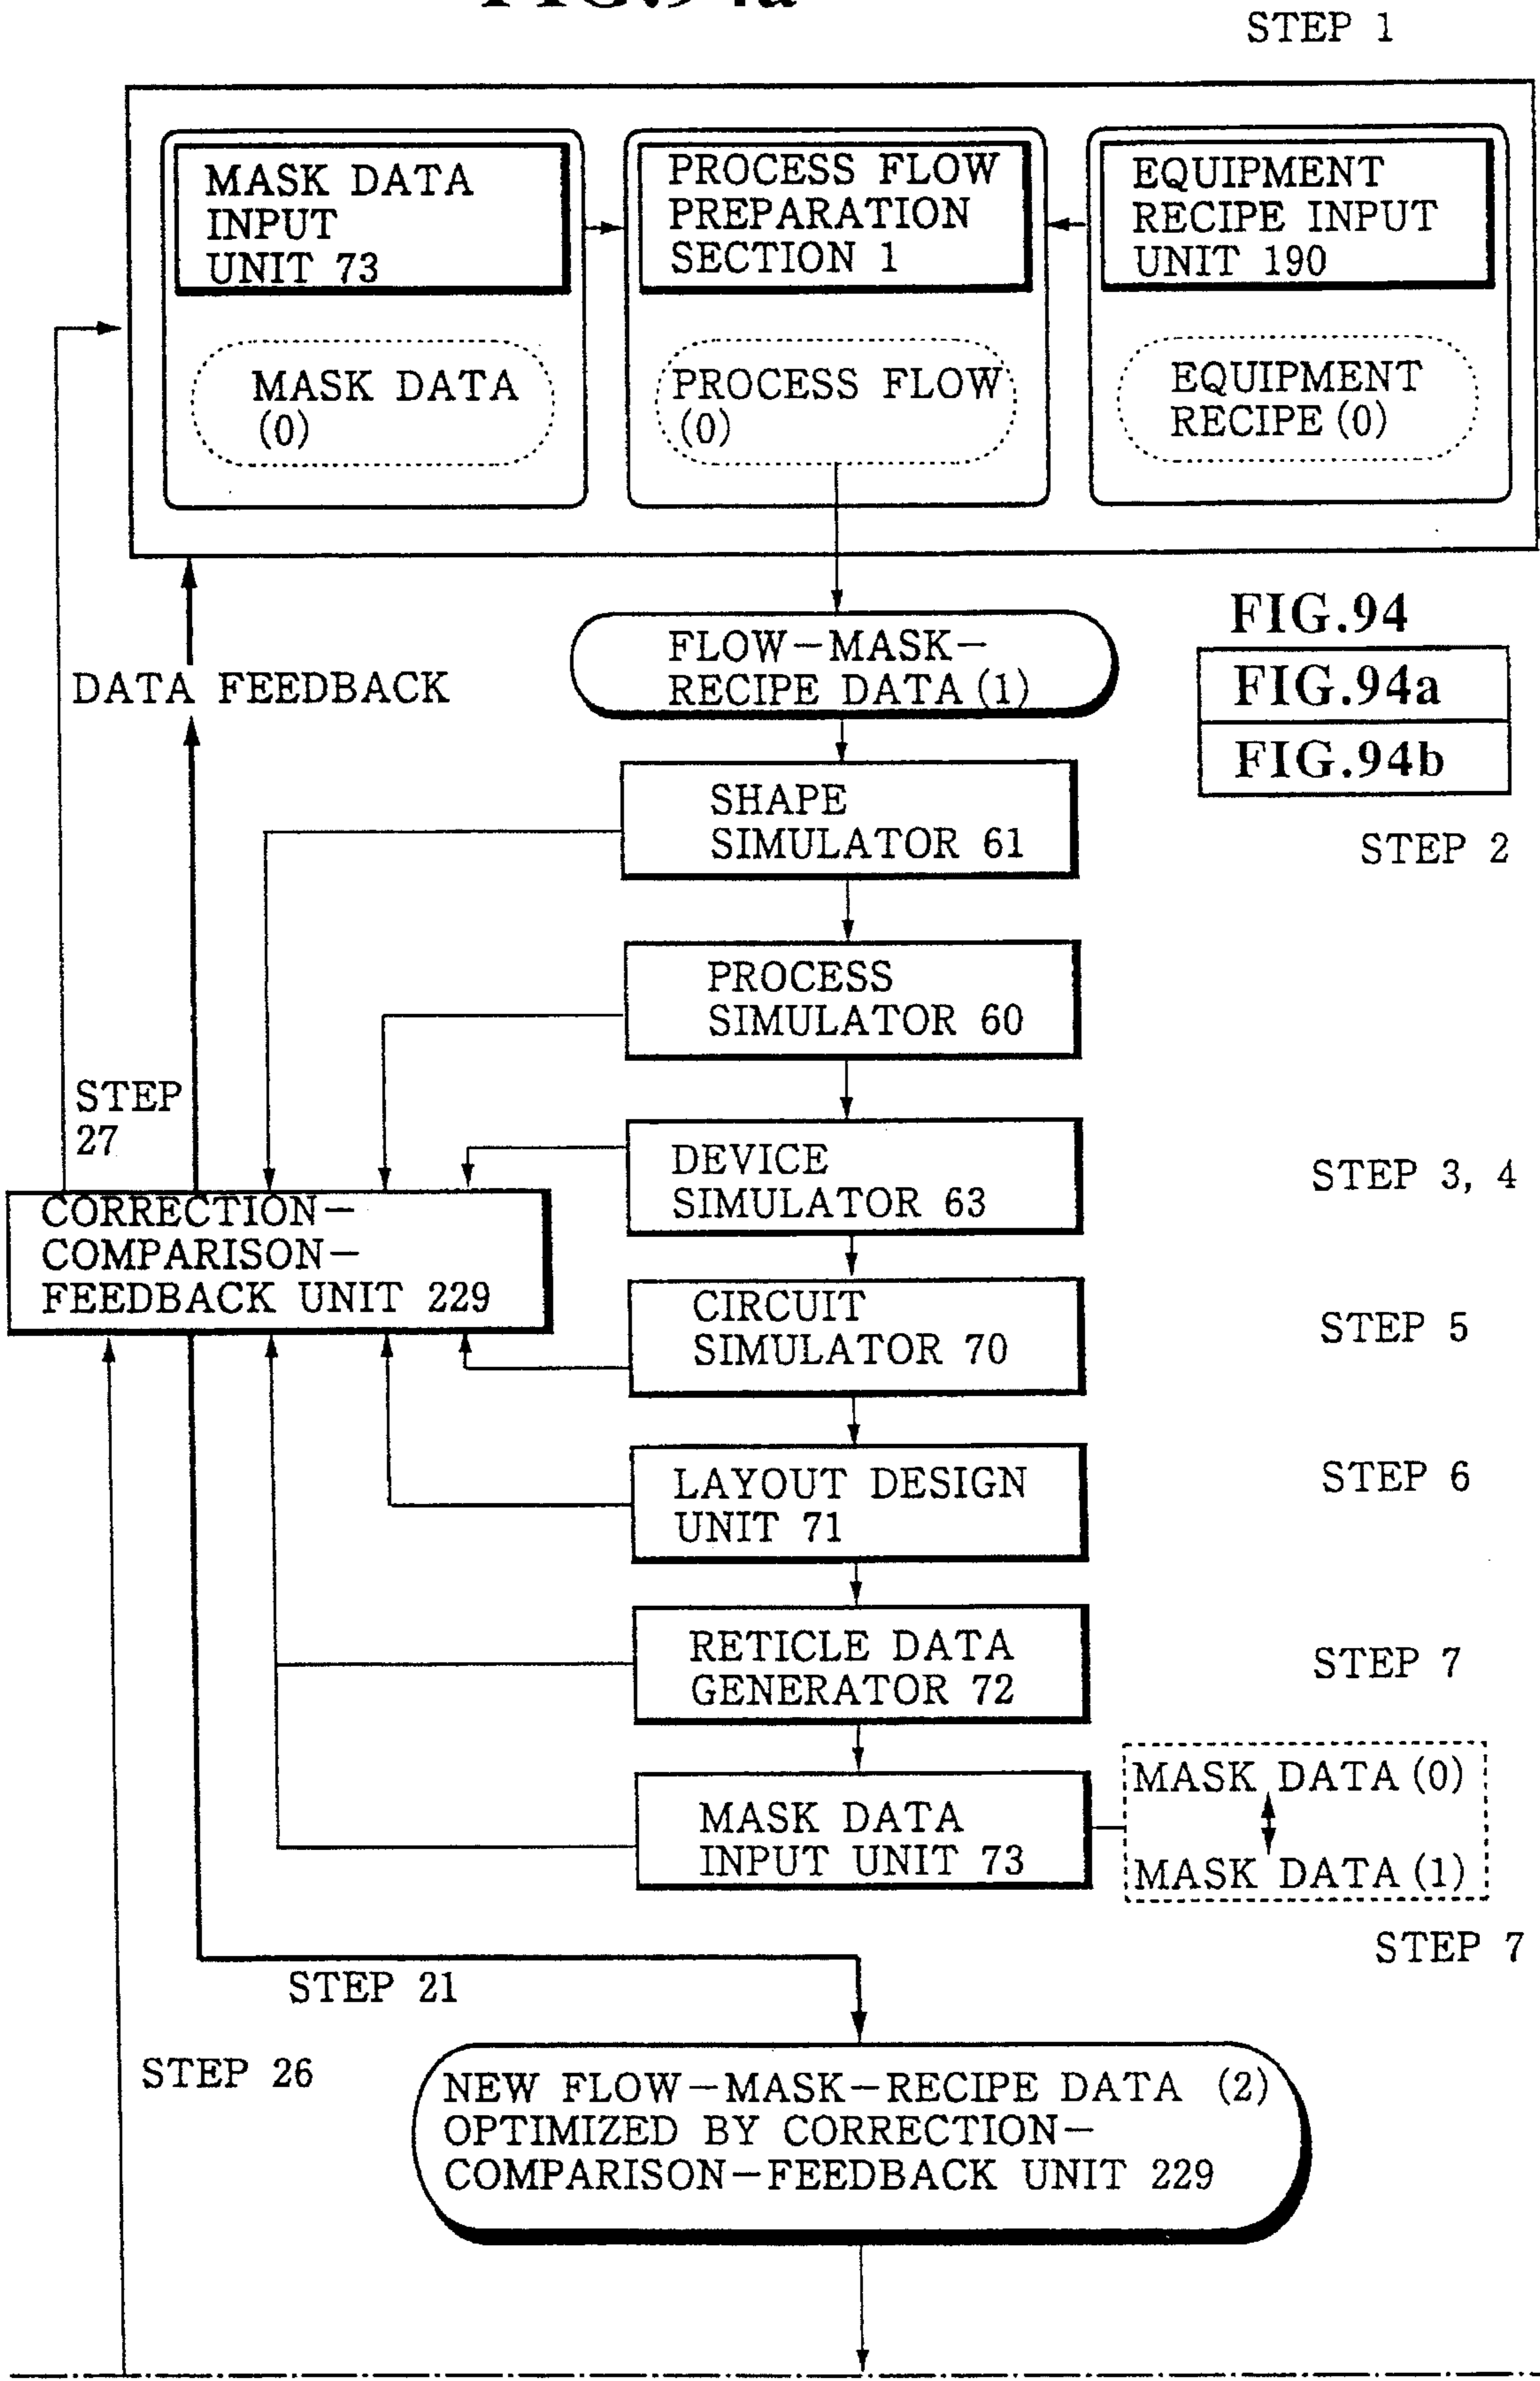 FIG.94a
STEP 1
MASK DATA
INPUT
UNIT 73
PROCESS FLOW
PREPARATION
SECTION 1
EQUIPMENT
RECIPE INPUT
UNIT 190
MASK DATA
(0)
PROCESS FLOW
(0)
EQUIPMENT
RECIPE (0)
FLOW-MASK-
RECIPE DATA (1)
FIG.94
FIG.94a
FIG.94b
DATA FEEDBACK
SHAPE
SIMULATOR 61
STEP 2
PROCESS
SIMULATOR 60
STEP
27
DEVICE
SIMULATOR 63
STEP 3, 4
CORRECTION-
COMPARISON-
FEEDBACK UNIT 229
CIRCUIT
SIMULATOR 70
STEP 5
LAYOUT DESIGN
UNIT 71
STEP 6
RETICLE DATA
GENERATOR 72
STEP 7
MASK DATA
INPUT UNIT 73
MASK DATA (0)
MASK DATA (1)
STEP 7
STEP 21
STEP 26
NEW FLOW-MASK-RECIPE DATA (2)
OPTIMIZED BY CORRECTION-
COMPARISON-FEEDBACK UNIT 229